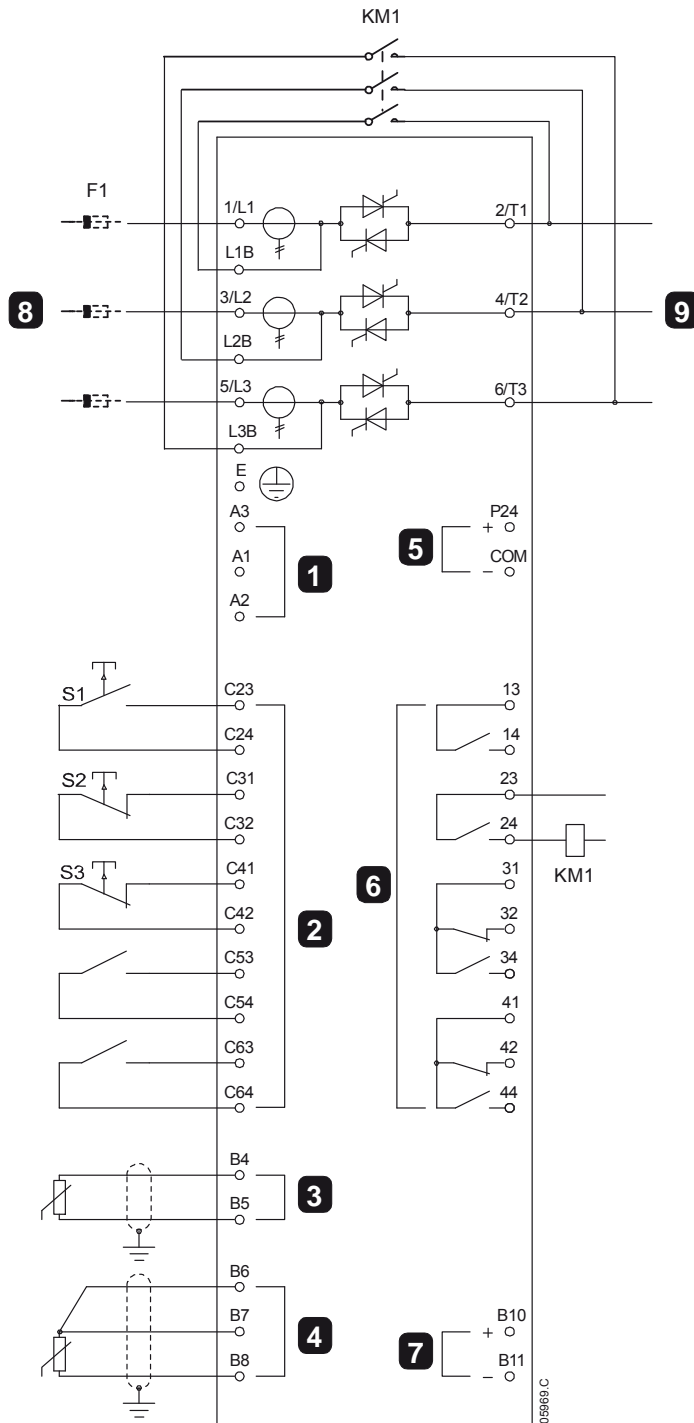 KM1
F1
1/L1
2/T1
L1B
8
3/L2
4/T2
9
L2B
5/L3
6/T3
L3B
E
A3
5
+
P24
A1
1
COM
−
A2
S1
C23
13
C24
14
S2
C31
23
C32
24
S3
C41
6
31
KM1
C42
2
32
C53
34
C54
41
C63
42
C64
44
B4
3
B5
B6
B7
4
7
+
B10
B8
−
B11
05969.C